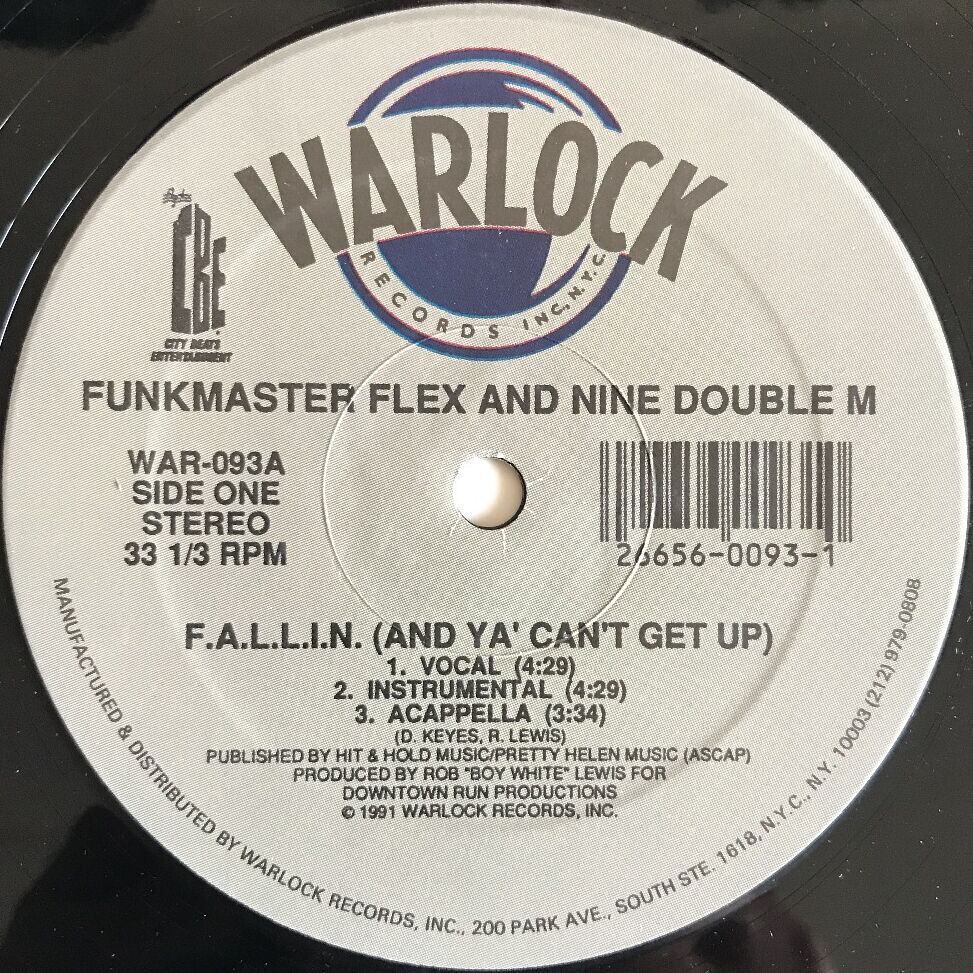 WARLOCK
RECORDS INC. N.Y.C.
CBE
CITY BEATS
ENTERTAINMENT
FUNKMASTER FLEX AND NINE DOUBLE M
WAR-093A
SIDE ONE
STEREO
33 1/3 RPM
26656-0093-1
F.A.L.L.I.N. (AND YA' CAN'T GET UP)
1. VOCAL (4:29)
2. INSTRUMENTAL (4:29)
3. ACAPPELLA (3:34)
(D. KEYES, R. LEWIS)
PUBLISHED BY HIT & HOLD MUSIC/PRETTY HELEN MUSIC (ASCAP)
PRODUCED BY ROB "BOY WHITE" LEWIS FOR
DOWNTOWN RUN PRODUCTIONS
© 1991 WARLOCK RECORDS, INC.
MANUFACTURED & DISTRIBUTED BY WARLOCK RECORDS, INC., 200 PARK AVE., SOUTH STE. 1618, N.Y.C., N.Y. 10003 (212) 979-0808